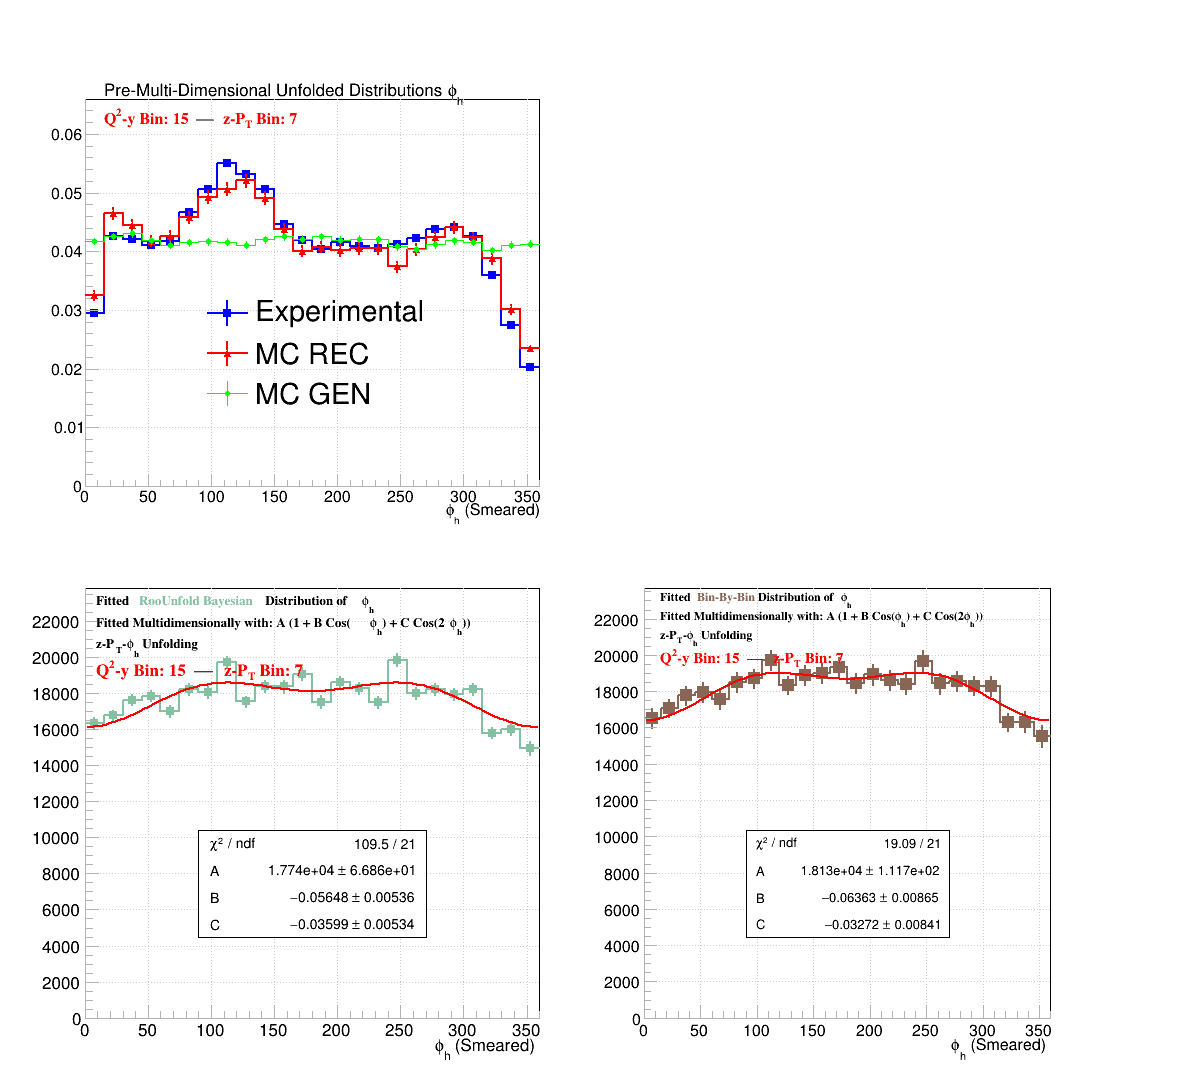 Pre-Multi-Dimensional Unfolded Distributions ϕh
Q2-y Bin: 15 — z-PT Bin: 7
0.06
0.05
0.04
0.03
0.02
0.01
0
Experimental
MC REC
MC GEN
0 50 100 150 200 250 300 350
ϕh (Smeared)
Fitted RooUnfold Bayesian Distribution of ϕh
Fitted Multidimensionally with: A (1 + B Cos( ϕh) + C Cos(2 ϕh))
z-PT-ϕh Unfolding
Q2-y Bin: 15 — z-PT Bin: 7
22000
20000
18000
16000
14000
12000
10000
8000
6000
4000
2000
0
χ2 / ndf 109.5 / 21
A 1.774e+04 ± 6.686e+01
B −0.05648 ± 0.00536
C −0.03599 ± 0.00534
0 50 100 150 200 250 300 350
ϕh (Smeared)
Fitted Bin-By-Bin Distribution of ϕh
Fitted Multidimensionally with: A (1 + B Cos(ϕh) + C Cos(2ϕh))
z-PT-ϕh Unfolding
Q2-y Bin: 15 — z-PT Bin: 7
22000
20000
18000
16000
14000
12000
10000
8000
6000
4000
2000
0
χ2 / ndf 19.09 / 21
A 1.813e+04 ± 1.117e+02
B −0.06363 ± 0.00865
C −0.03272 ± 0.00841
0 50 100 150 200 250 300 350
ϕh (Smeared)